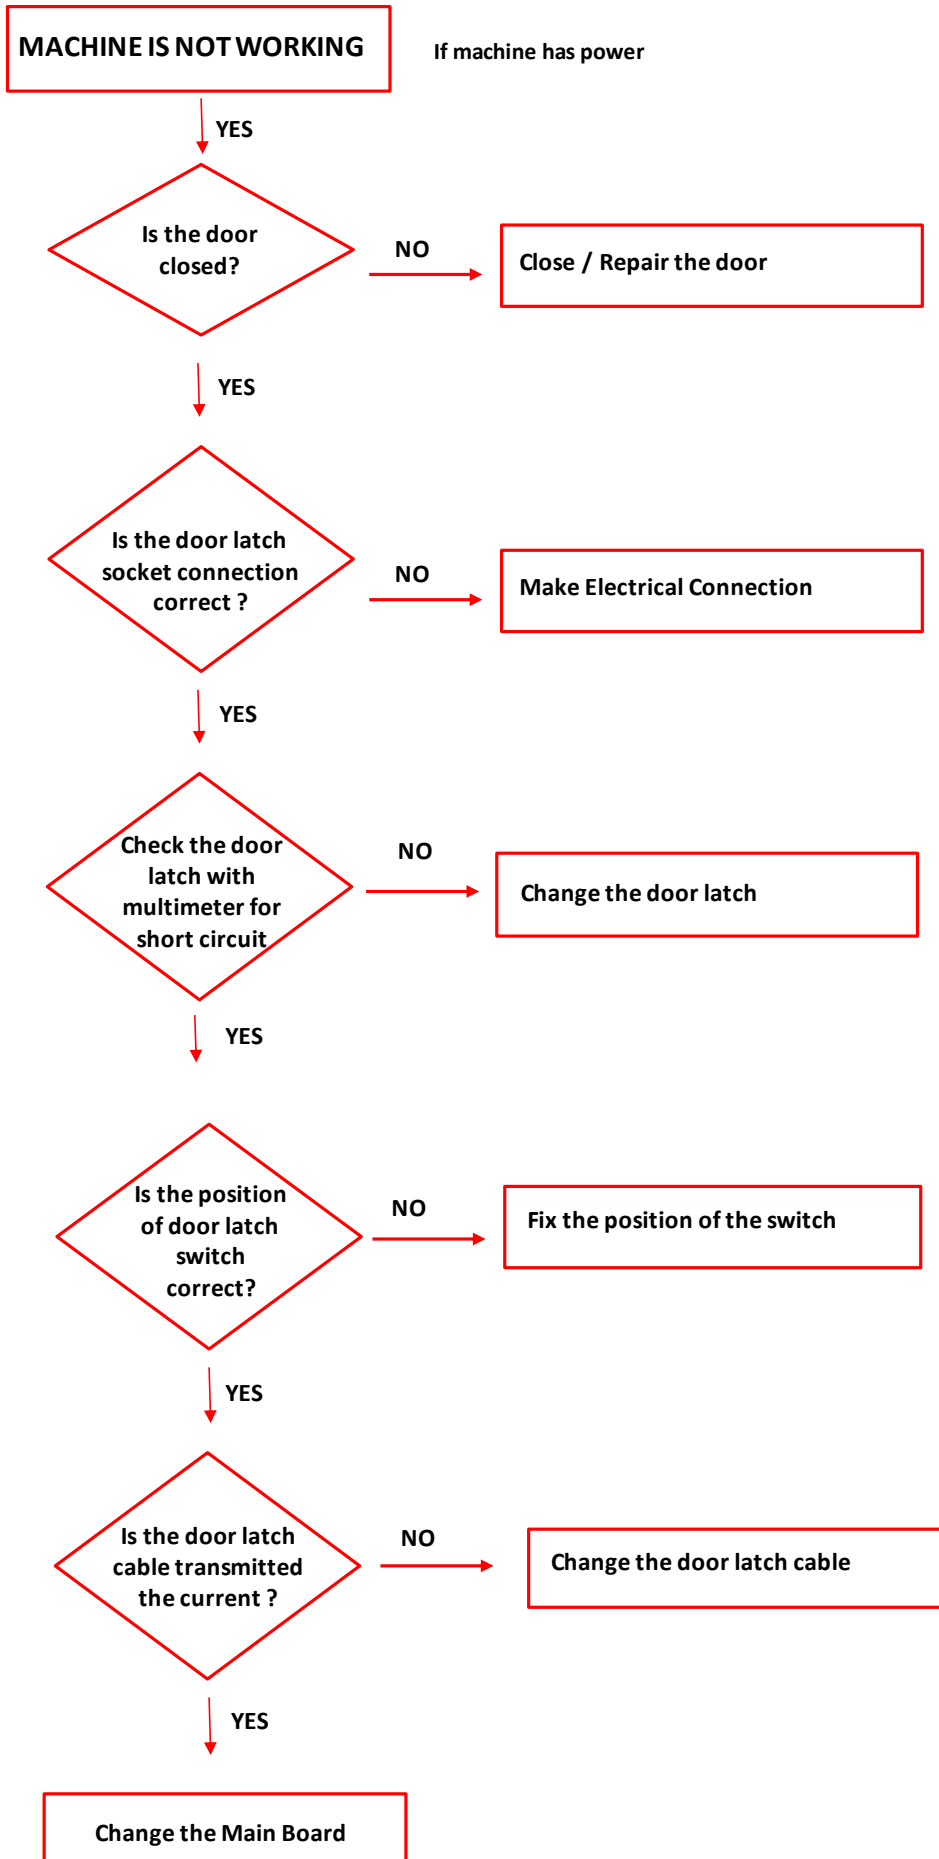 MACHINE IS NOT WORKING
If machine has power
YES
Is the door
closed?
NO
Close / Repair the door
YES
Is the door latch
socket connection
correct ?
NO
Make Electrical Connection
YES
Check the door
latch with
multimeter for
short circuit
NO
Change the door latch
YES
Is the position
of door latch
switch
correct?
NO
Fix the position of the switch
YES
Is the door latch
cable transmitted
the current ?
NO
Change the door latch cable
YES
Change the Main Board